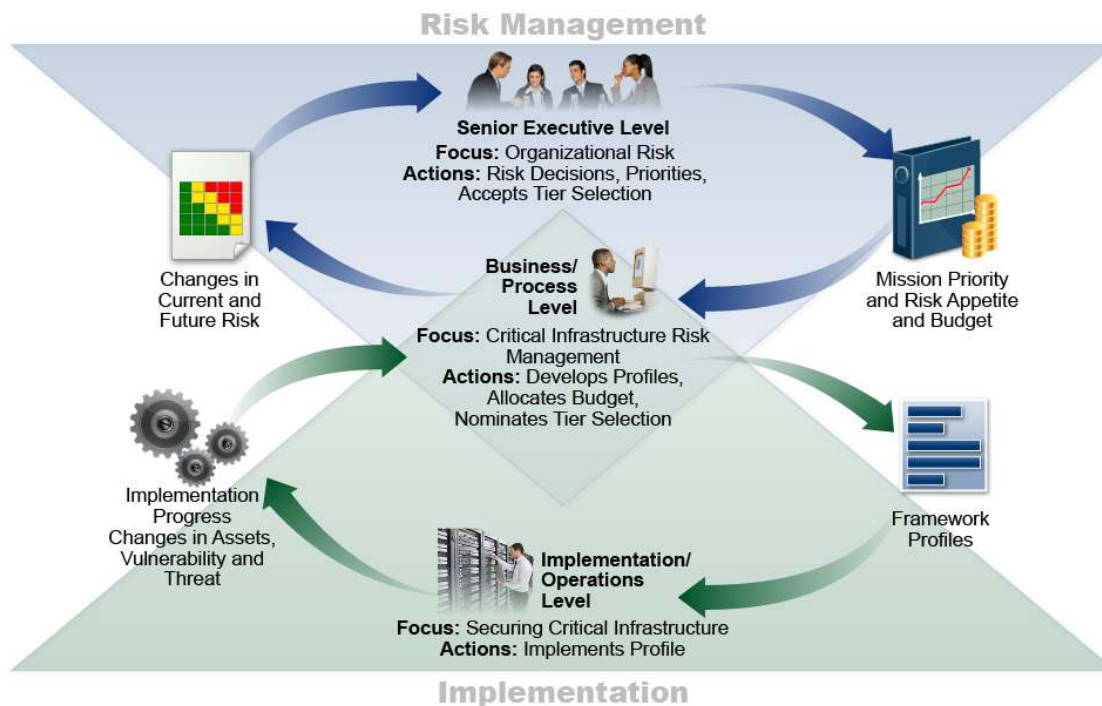 Risk Management
Senior Executive Level
Focus: Organizational Risk
Actions: Risk Decisions, Priorities,
Accepts Tier Selection
Changes in
Current and
Future Risk
Mission Priority
and Risk Appetite
and Budget
Business/
Process
Level
Focus: Critical Infrastructure Risk
Management
Actions: Develops Profiles,
Allocates Budget,
Nominates Tier Selection
Implementation
Progress
Changes in Assets,
Vulnerability and
Threat
Framework
Profiles
Implementation/
Operations
Level
Focus: Securing Critical Infrastructure
Actions: Implements Profile
Implementation